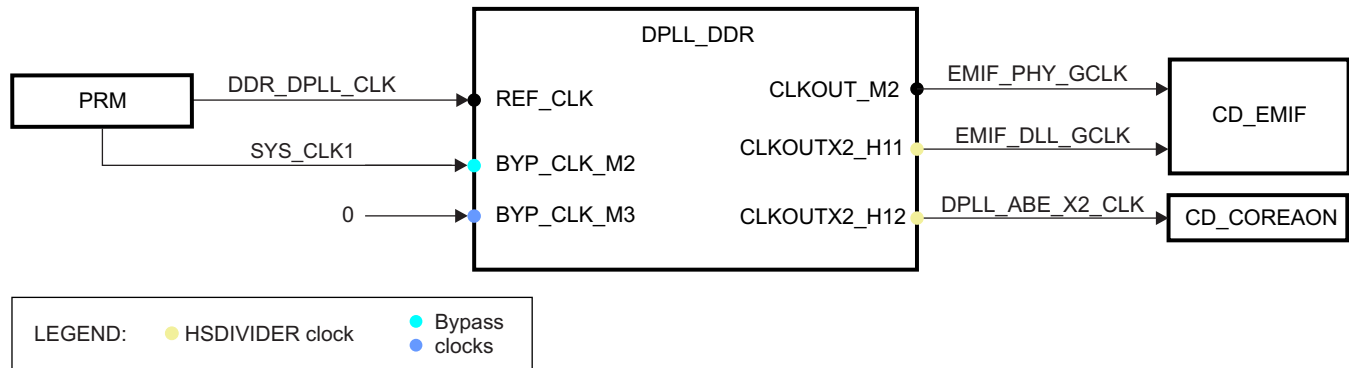 DPLL_DDR
PRM
DDR_DPLL_CLK
REF_CLK
CLKOUT_M2
EMIF_PHY_GCLK
CD_EMIF
SYS_CLK1
BYP_CLK_M2
CLKOUTX2_H11
EMIF_DLL_GCLK
0
BYP_CLK_M3
CLKOUTX2_H12
DPLL_ABE_X2_CLK
CD_COREAON
LEGEND:
HSDIVIDER clock
Bypass
clocks